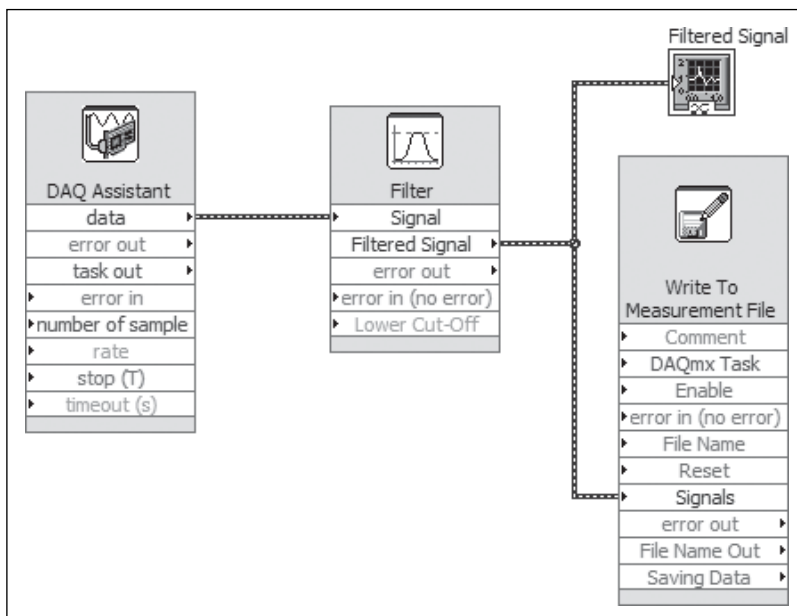 Filtered Signal
DAQ Assistant
data
error out
task out
error in
number of sample
rate
stop (T)
timeout (s)
Filter
Signal
Filtered Signal
error out
error in (no error)
Lower Cut-Off
Write To
Measurement File
Comment
DAQmx Task
Enable
error in (no error)
File Name
Reset
Signals
error out
File Name Out
Saving Data